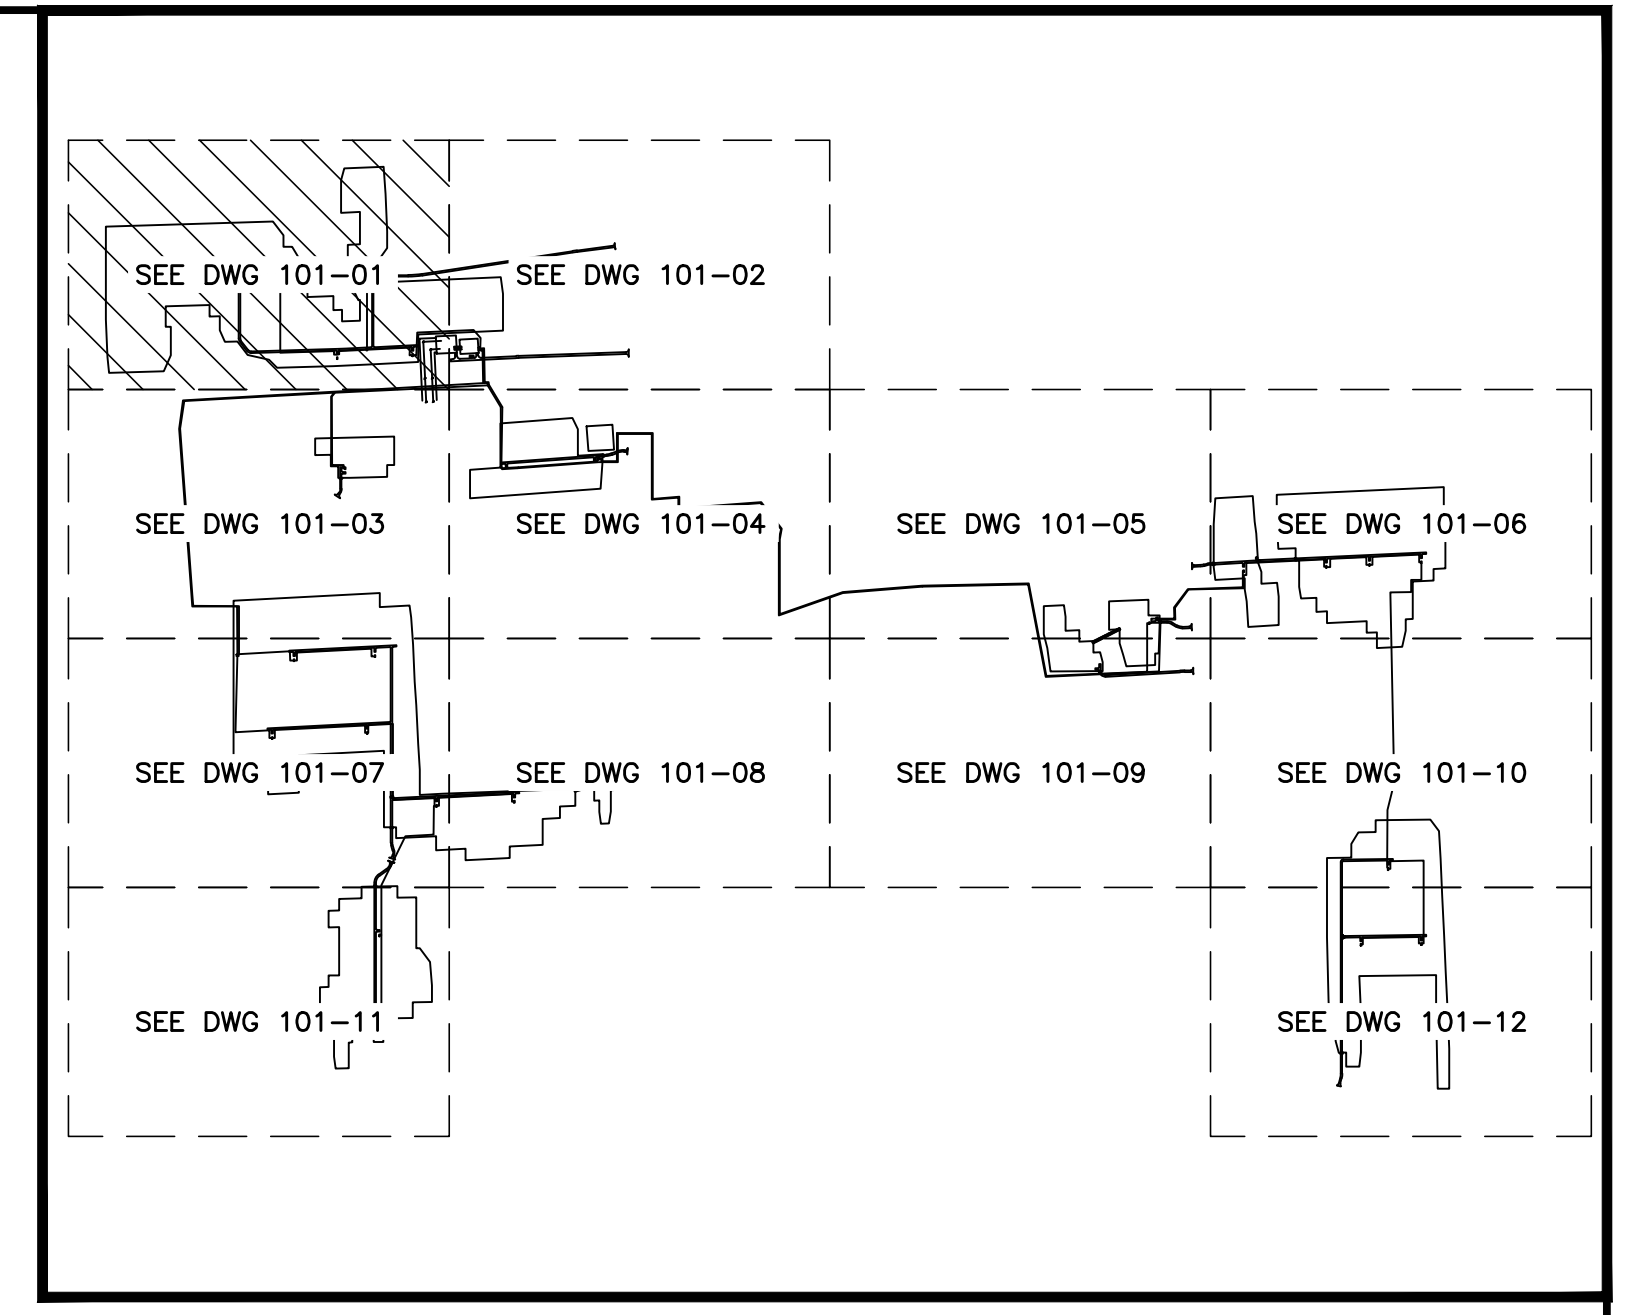 SEE DWG 101-01
SEE DWG 101-02
SEE DWG 101-03
SEE DWG 101-04
SEE DWG 101-05
SEE DWG 101-06
SEE DWG 101-07
SEE DWG 101-08
SEE DWG 101-09
SEE DWG 101-10
SEE DWG 101-11
SEE DWG 101-12